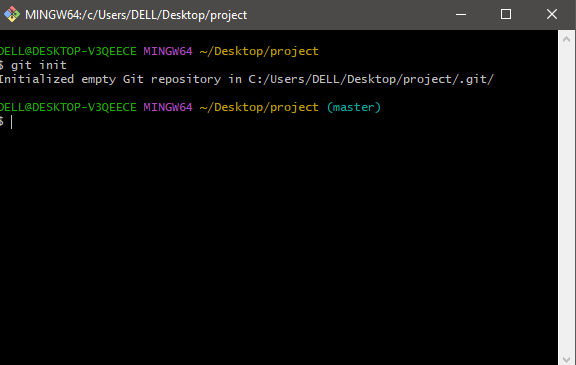 MINGW64:/c/Users/DELL/Desktop/project
DELL@DESKTOP-V3QEECE MINGW64 ~/Desktop/project
$ git init
Initialized empty Git repository in C:/Users/DELL/Desktop/project/.git/
DELL@DESKTOP-V3QEECE MINGW64 ~/Desktop/project (master)
$